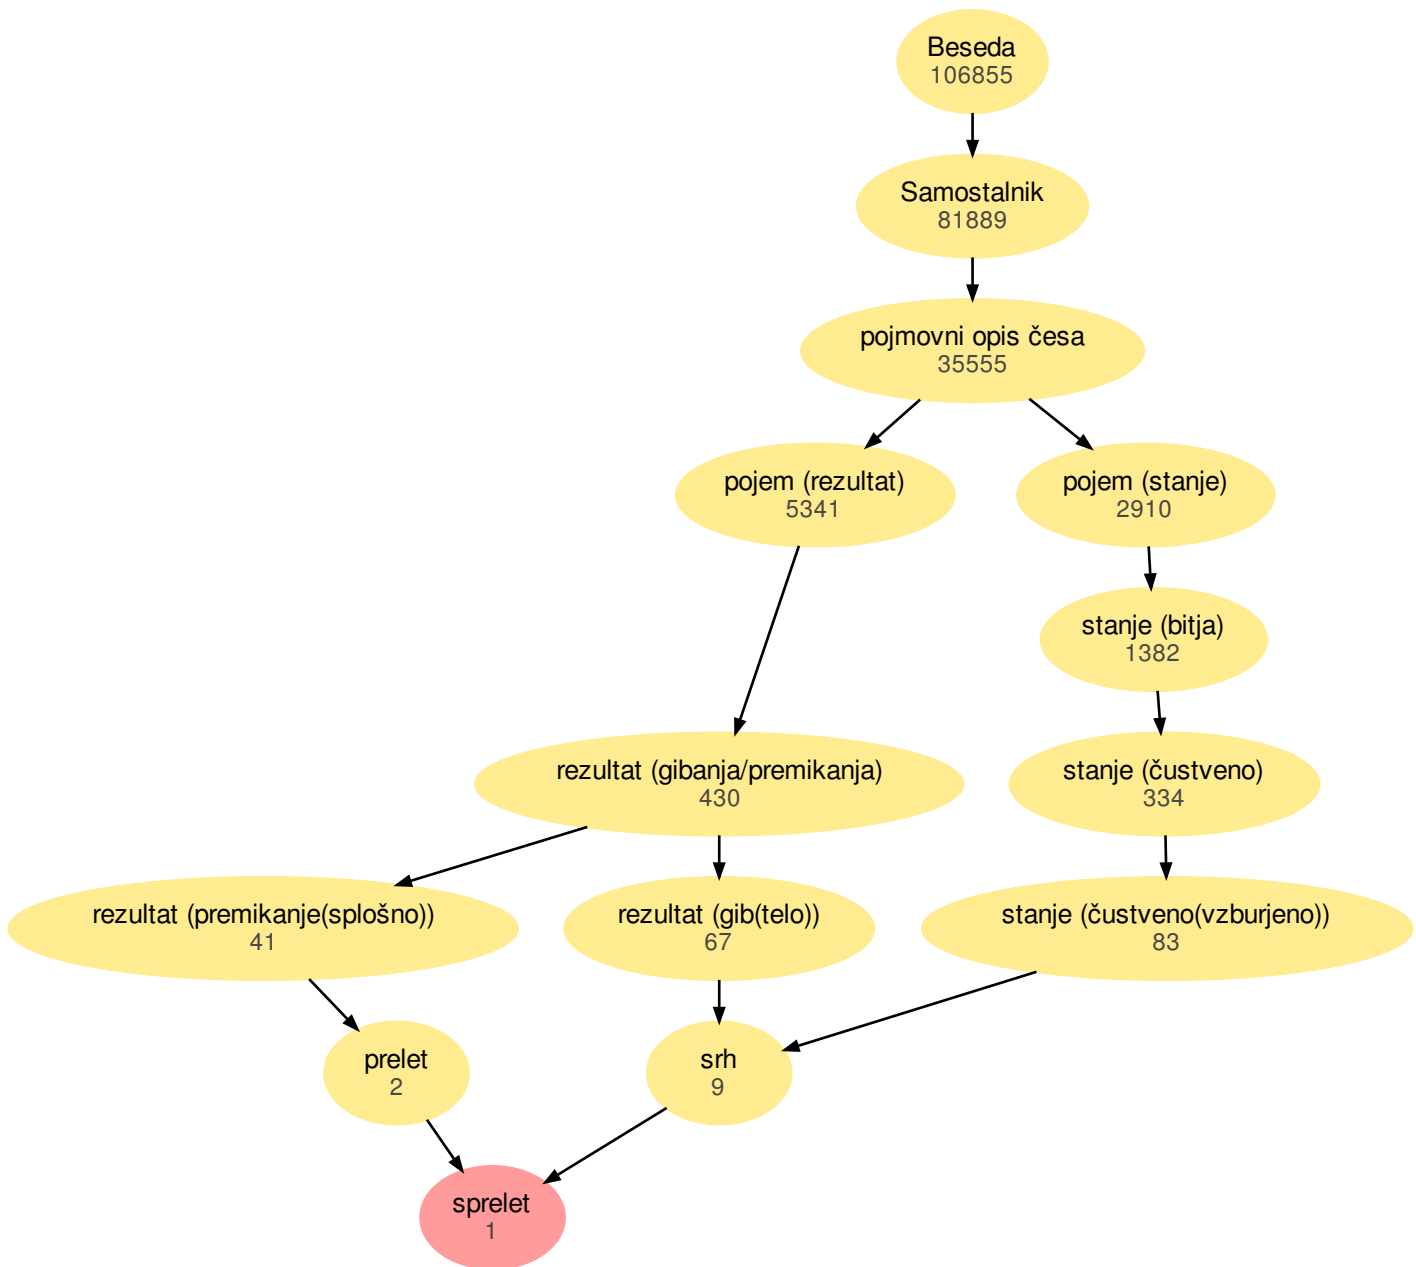 Beseda
106855
Samostalnik
81889
pojmovni opis česa
35555
pojem (rezultat)
5341
pojem (stanje)
2910
stanje (bitja)
1382
rezultat (gibanja/premikanja)
430
stanje (čustveno)
334
rezultat (premikanje(splošno))
41
rezultat (gib(telo))
67
stanje (čustveno(vzburjeno))
83
prelet
2
srh
9
sprelet
1